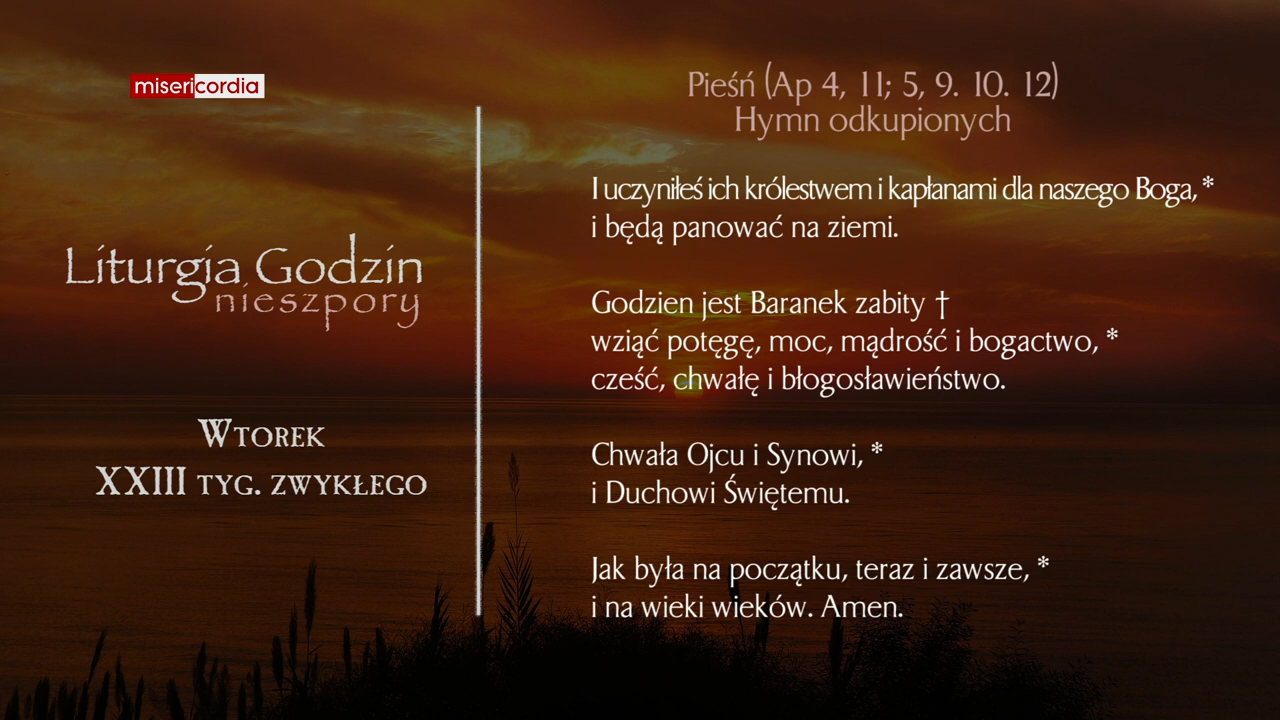 misericordia
Liturgia Godzin
nieszpory
Wtorek
XXIII tyg. zwykłego
Pieśń (Ap 4, 11; 5, 9. 10. 12)
Hymn odkupionych
I uczyniłeś ich królestwem i kapłanami dla naszego Boga, *
i będą panować na ziemi.
Godzien jest Baranek zabity †
wziąć potęgę, moc, mądrość i bogactwo, *
cześć, chwałę i błogosławieństwo.
Chwała Ojcu i Synowi, *
i Duchowi Świętemu.
Jak była na początku, teraz i zawsze, *
i na wieki wieków. Amen.